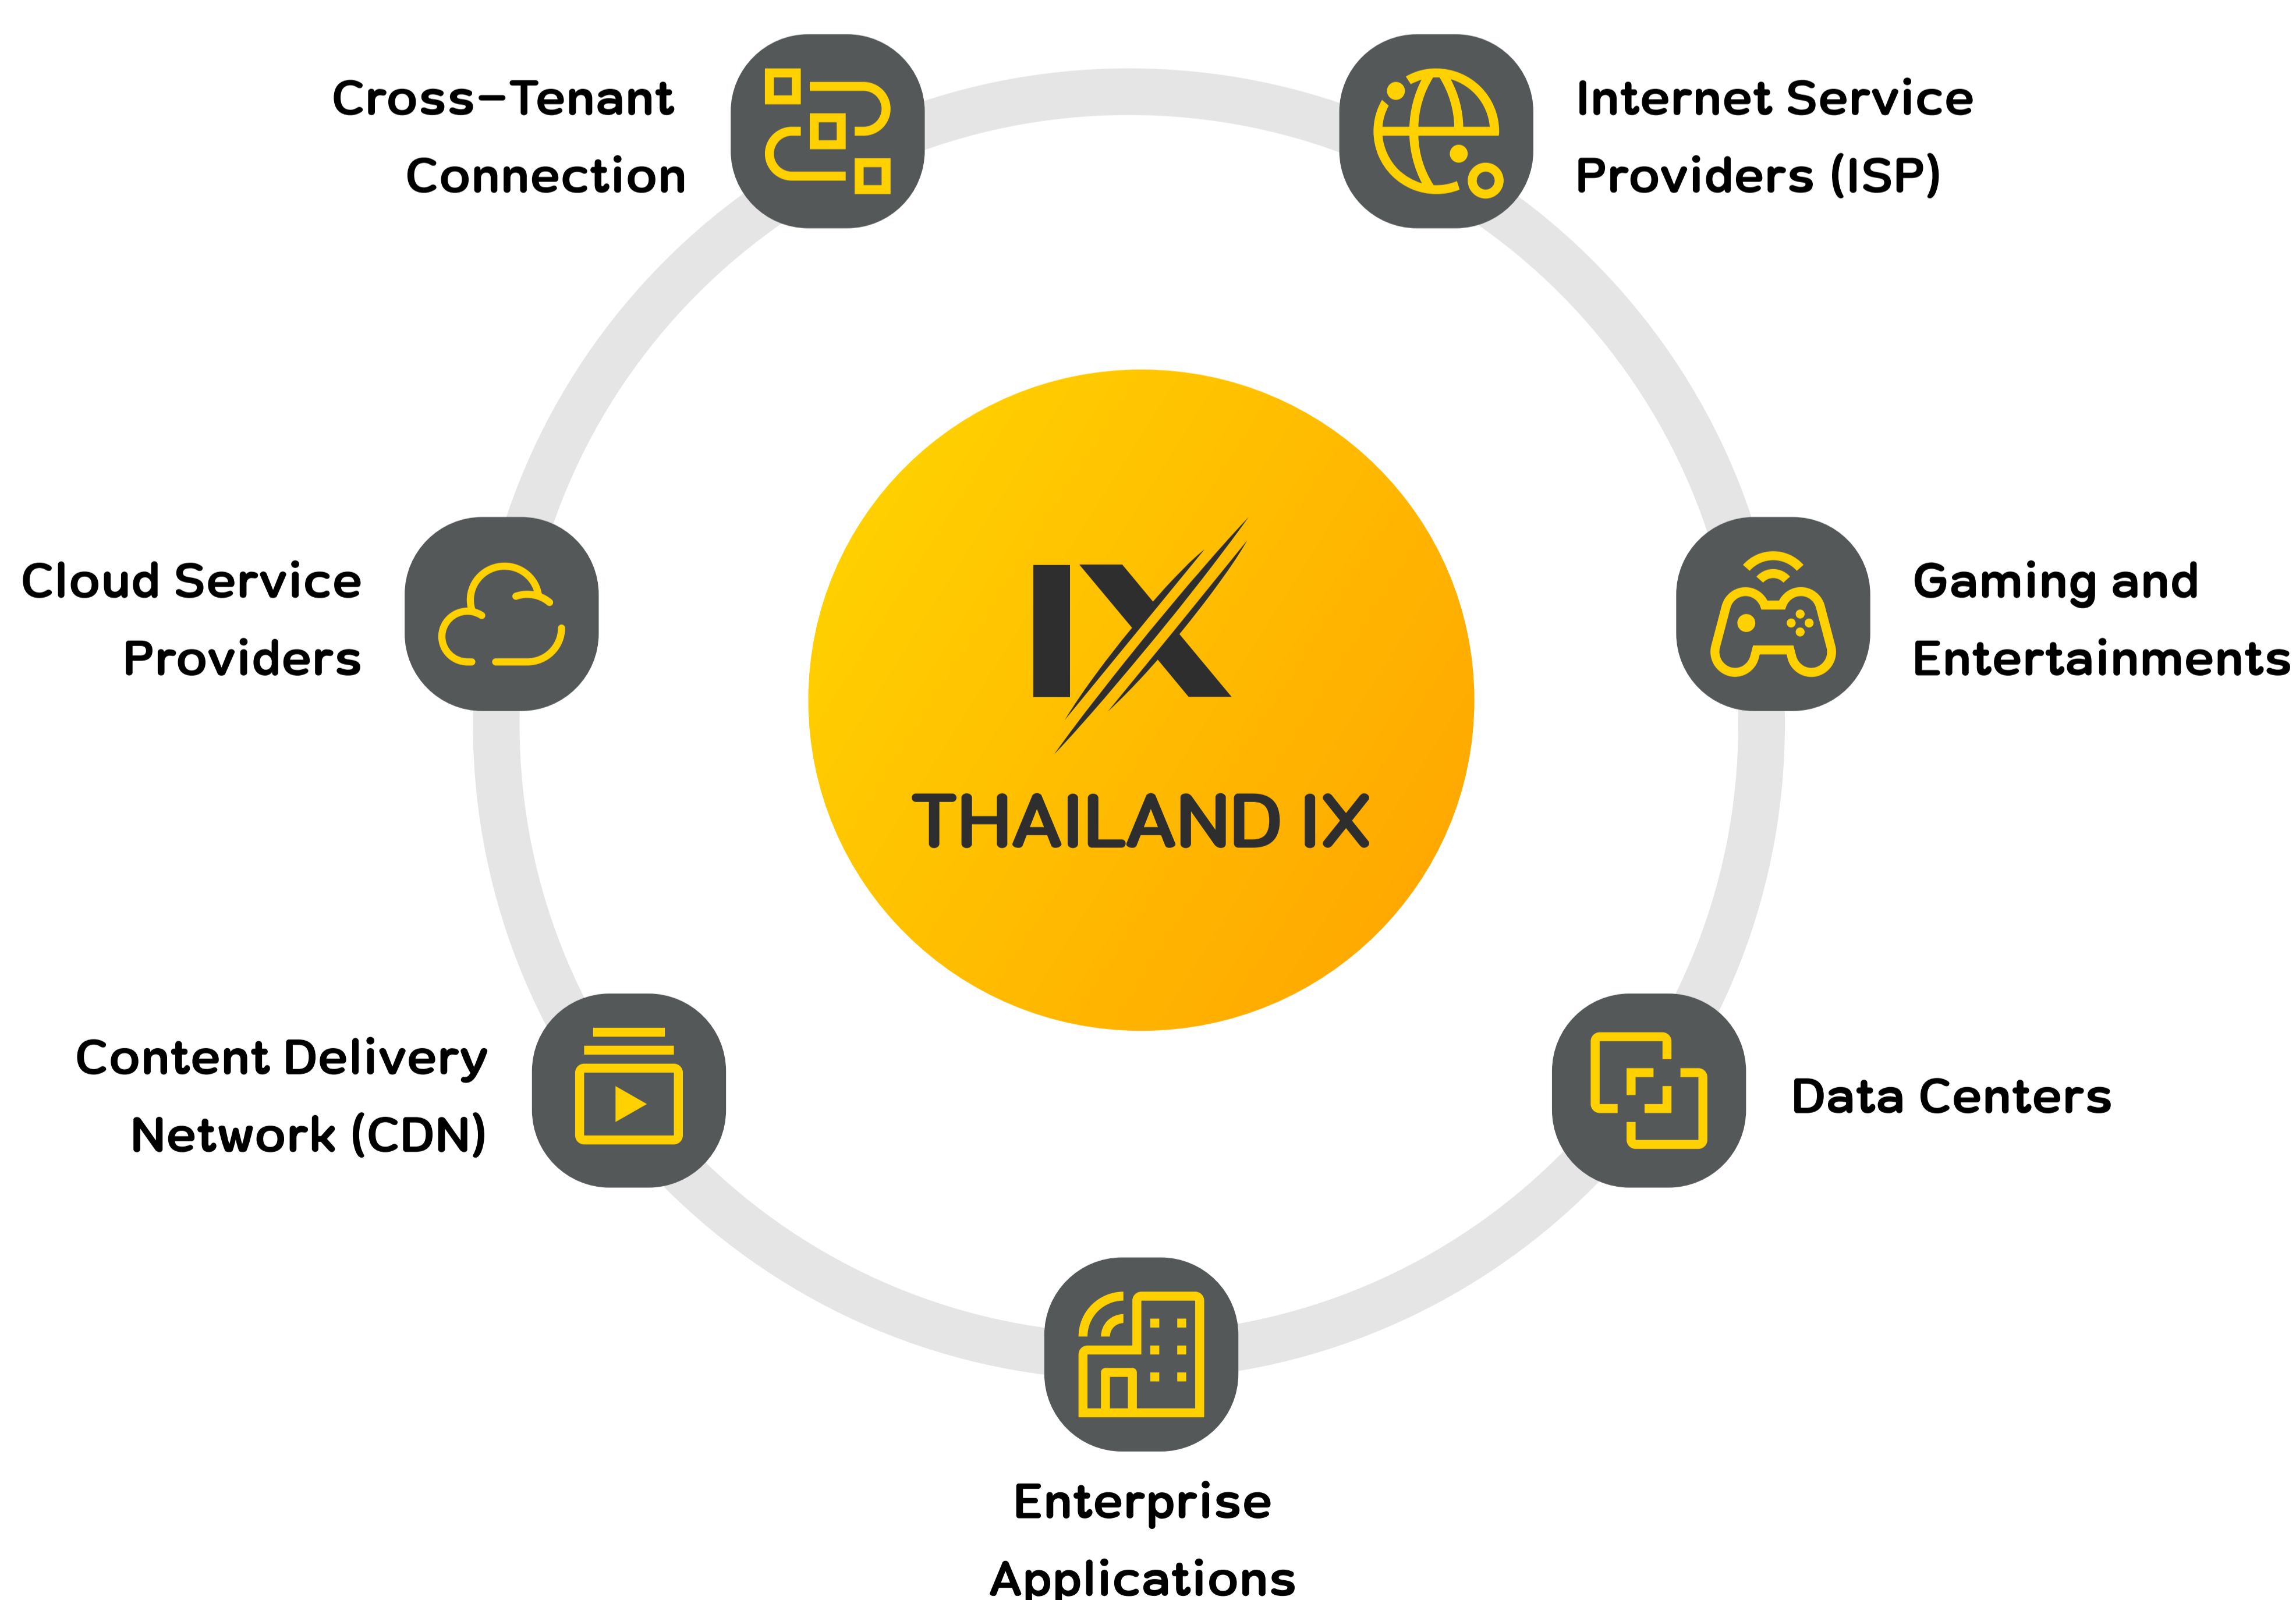 Cross–Tenant
Connection
Internet Service
Providers (ISP)
Cloud Service
Providers
Gaming and
Entertainments
IX
THAILAND IX
Content Delivery
Network (CDN)
Data Centers
Enterprise
Applications